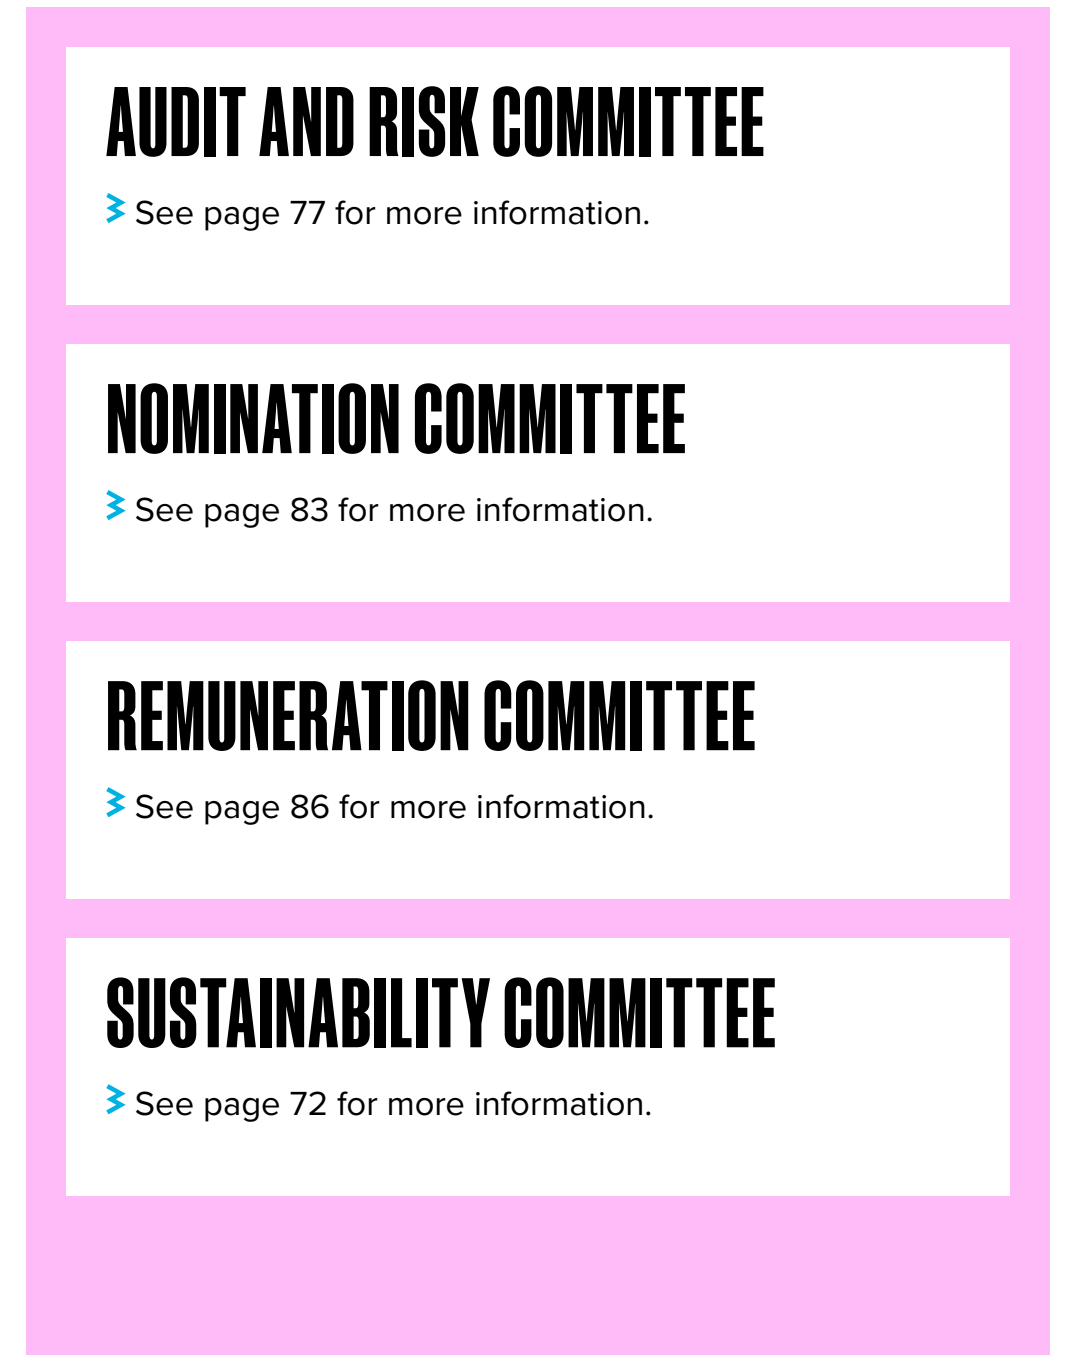 AUDIT AND RISK COMMITTEE
See page 77 for more information.
NOMINATION COMMITTEE
See page 83 for more information.
REMUNERATION COMMITTEE
See page 86 for more information.
SUSTAINABILITY COMMITTEE
See page 72 for more information.